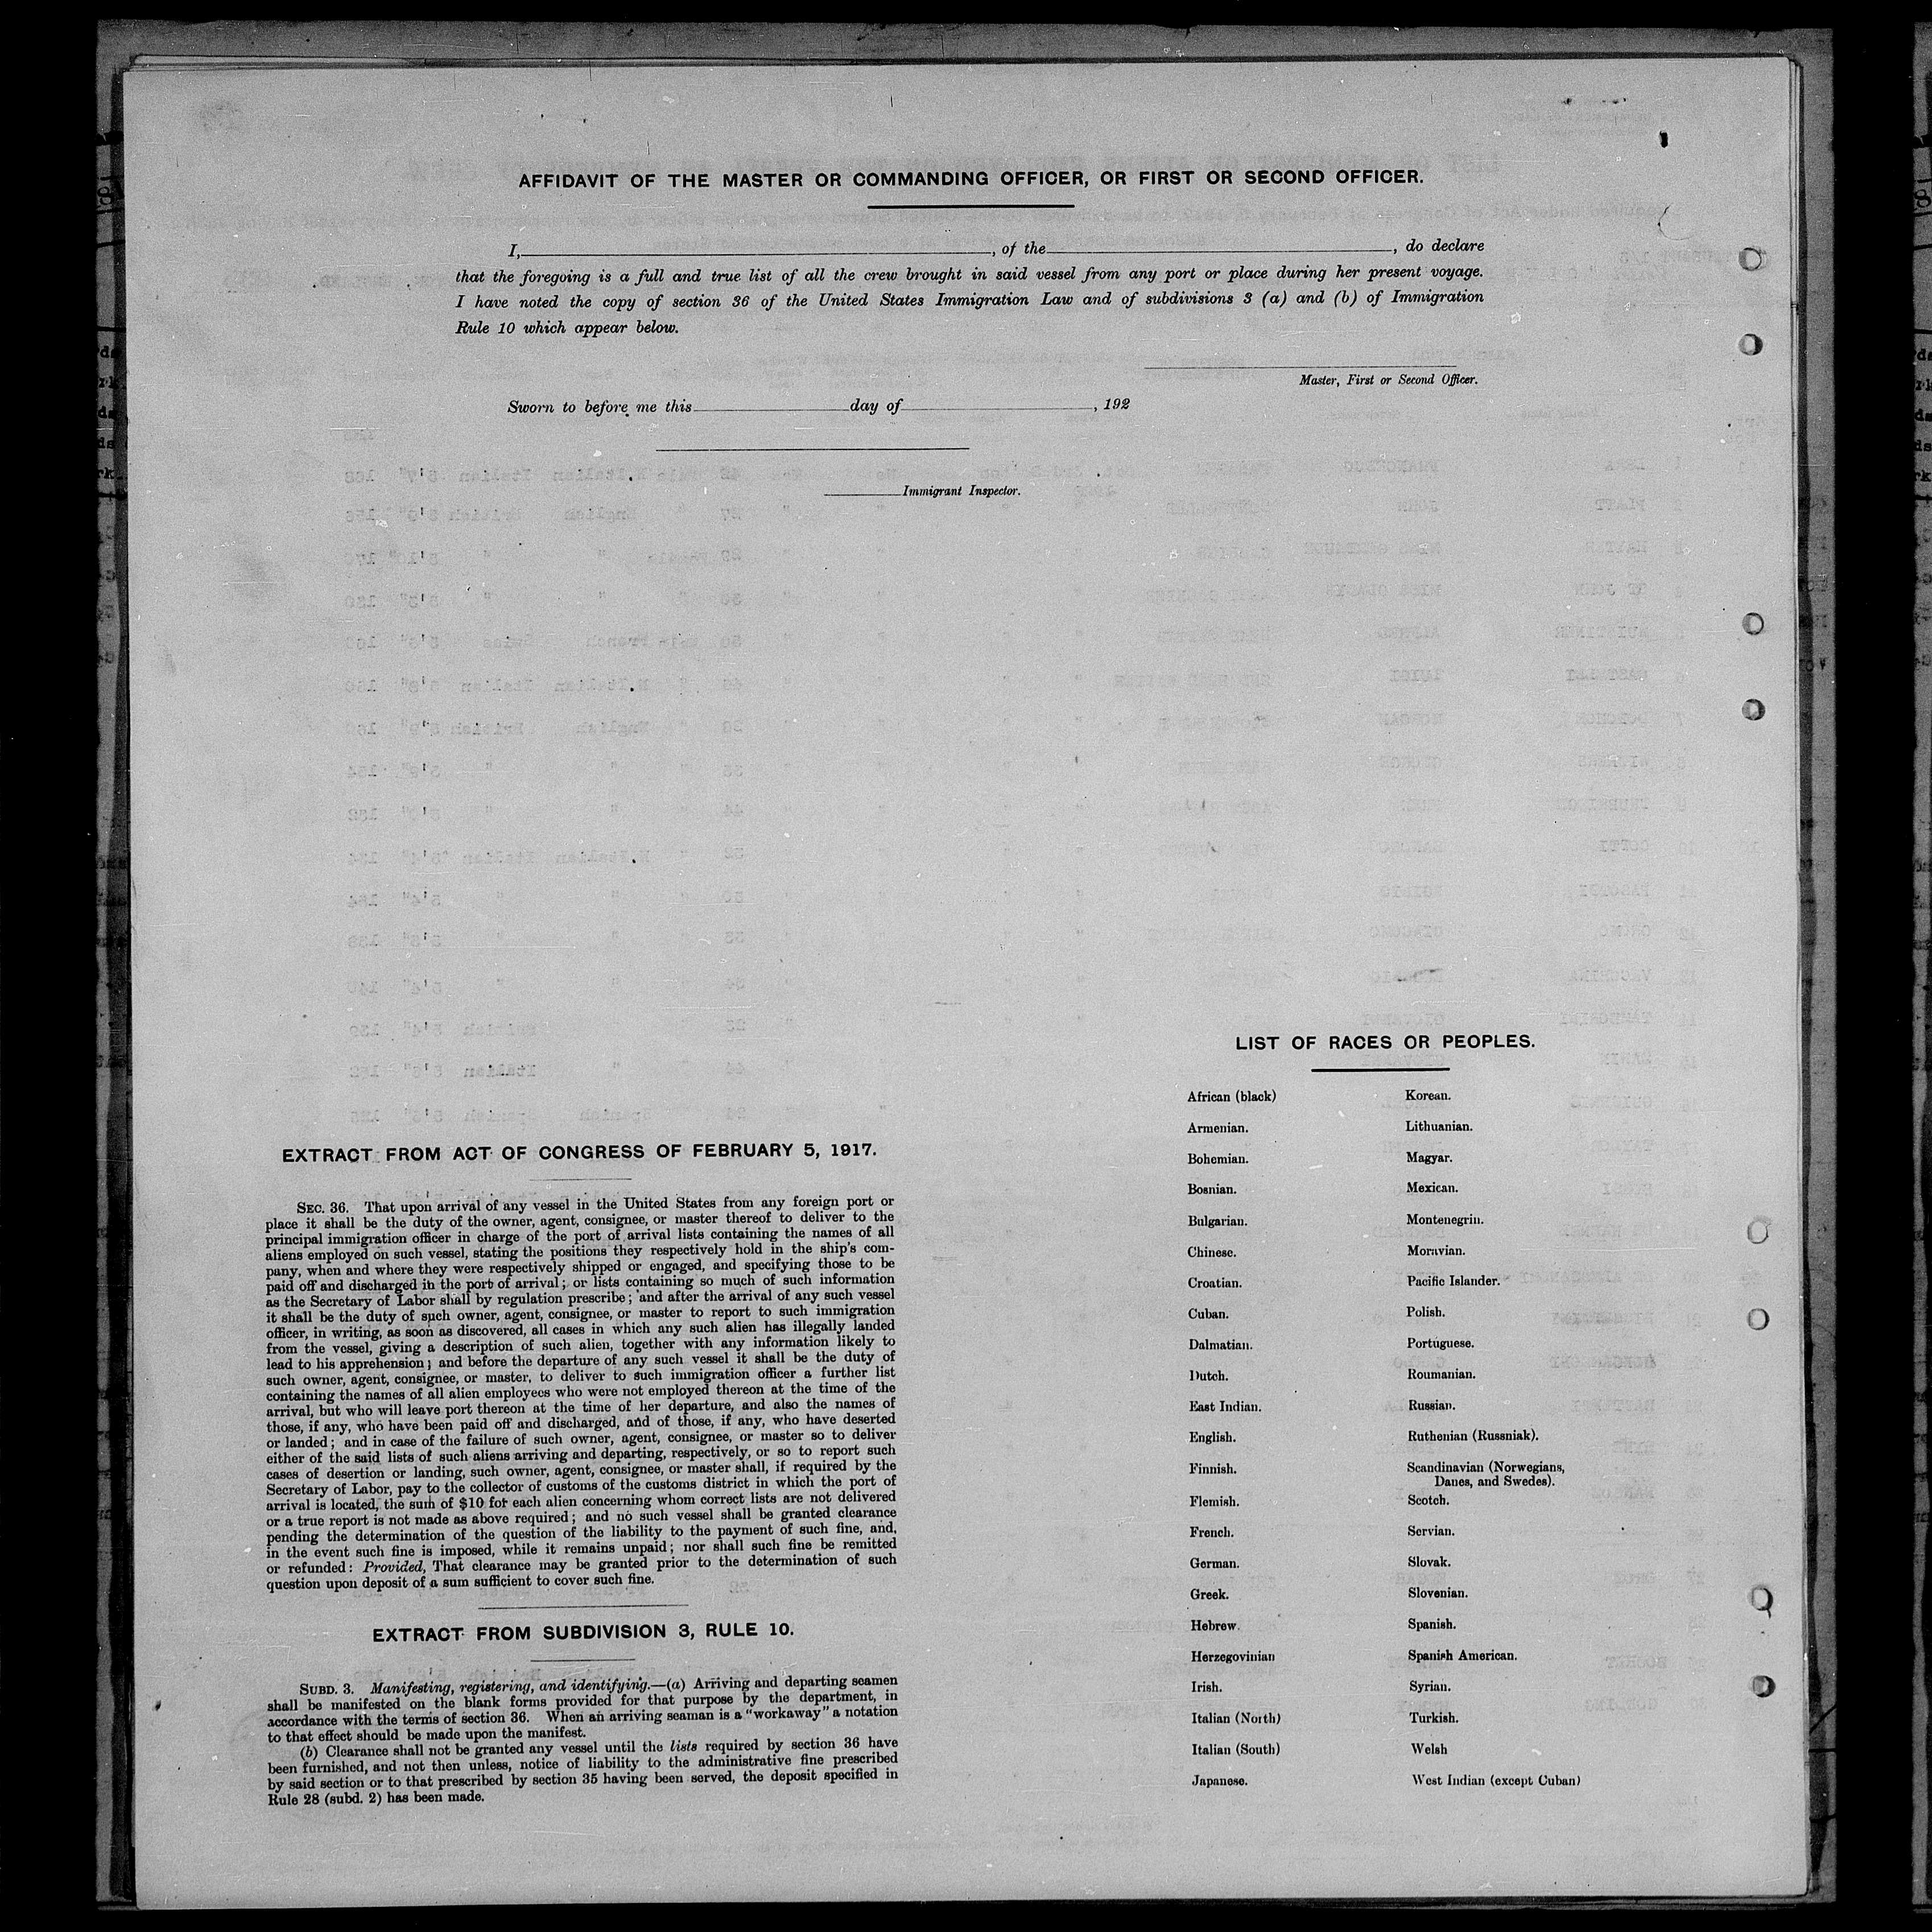 AFFIDAVIT OF THE MASTER OR COMMANDING OFFICER, OR FIRST OR SECOND OFFICER.
I, , of the , do declare
that the foregoing is a full and true list of all the crew brought in said vessel from any port or place during her present voyage.
I have noted the copy of section 36 of the United States Immigration Law and of subdivisions 3 (a) and (b) of Immigration
Rule 10 which appear below.
Master, First or Second Officer.
Sworn to before me this day of , 192
Immigrant Inspector.
EXTRACT FROM ACT OF CONGRESS OF FEBRUARY 5, 1917.
SEC. 36. That upon arrival of any vessel in the United States from any foreign port or
place it shall be the duty of the owner, agent, consignee, or master thereof to deliver to the
principal immigration officer in charge of the port of arrival lists containing the names of all
aliens employed on such vessel, stating the positions they respectively hold in the ship's com-
pany, when and where they were respectively shipped or engaged, and specifying those to be
paid off and discharged in the port of arrival; or lists containing so much of such information
as the Secretary of Labor shall by regulation prescribe; and after the arrival of any such vessel
it shall be the duty of such owner, agent, consignee, or master to report to such immigration
officer, in writing, as soon as discovered, all cases in which any such alien has illegally landed
from the vessel, giving a description of such alien, together with any information likely to
lead to his apprehension; and before the departure of any such vessel it shall be the duty of
such owner, agent, consignee, or master, to deliver to such immigration officer a further list
containing the names of all alien employees who were not employed thereon at the time of the
arrival, but who will leave port thereon at the time of her departure, and also the names of
those, if any, who have been paid off and discharged, and of those, if any, who have deserted
or landed; and in case of the failure of such owner, agent, consignee, or master so to deliver
either of the said lists of such aliens arriving and departing, respectively, or so to report such
cases of desertion or landing, such owner, agent, consignee, or master shall, if required by the
Secretary of Labor, pay to the collector of customs of the customs district in which the port of
arrival is located, the sum of $10 for each alien concerning whom correct lists are not delivered
or a true report is not made as above required; and no such vessel shall be granted clearance
pending the determination of the question of the liability to the payment of such fine, and,
in the event such fine is imposed, while it remains unpaid; nor shall such fine be remitted
or refunded: Provided, That clearance may be granted prior to the determination of such
question upon deposit of a sum sufficient to cover such fine.
EXTRACT FROM SUBDIVISION 3, RULE 10.
SUBD. 3. Manifesting, registering, and identifying.—(a) Arriving and departing seamen
shall be manifested on the blank forms provided for that purpose by the department, in
accordance with the terms of section 36. When an arriving seaman is a "workaway" a notation
to that effect should be made upon the manifest.
(b) Clearance shall not be granted any vessel until the lists required by section 36 have
been furnished, and not then unless, notice of liability to the administrative fine prescribed
by said section or to that prescribed by section 35 having been served, the deposit specified in
Rule 28 (subd. 2) has been made.
LIST OF RACES OR PEOPLES.
African (black)
Armenian.
Bohemian.
Bosnian.
Bulgarian.
Chinese.
Croatian.
Cuban.
Dalmatian.
Dutch.
East Indian.
English.
Finnish.
Flemish.
French.
German.
Greek.
Hebrew.
Herzegovinian
Irish.
Italian (North)
Italian (South)
Japanese.
Korean.
Lithuanian.
Magyar.
Mexican.
Montenegrin.
Moravian.
Pacific Islander.
Polish.
Portuguese.
Roumanian.
Russian.
Ruthenian (Russniak).
Scandinavian (Norwegians,
Danes, and Swedes).
Scotch.
Servian.
Slovak.
Slovenian.
Spanish.
Spanish American.
Syrian.
Turkish.
Welsh
West Indian (except Cuban)